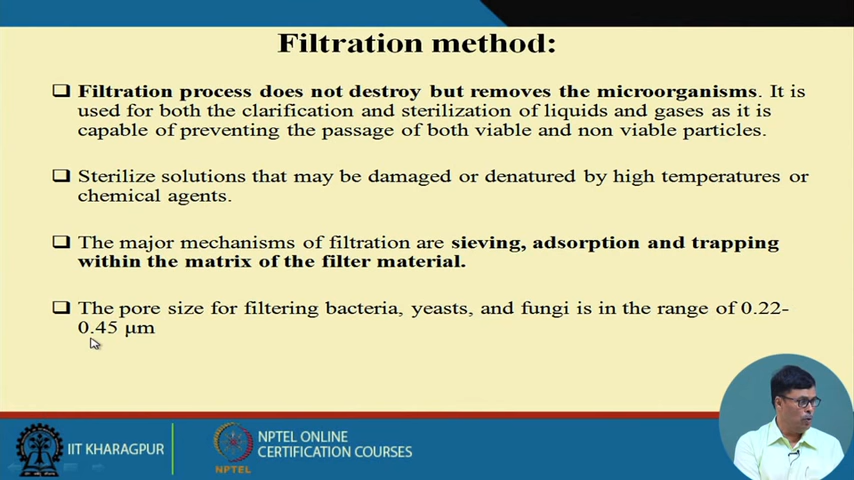 Filtration method:
❑ Filtration process does not destroy but removes the microorganisms. It is
used for both the clarification and sterilization of liquids and gases as it is
capable of preventing the passage of both viable and non viable particles.
❑ Sterilize solutions that may be damaged or denatured by high temperatures or
chemical agents.
❑ The major mechanisms of filtration are sieving, adsorption and trapping
within the matrix of the filter material.
❑ The pore size for filtering bacteria, yeasts, and fungi is in the range of 0.22-
0.45 μm
IIT KHARAGPUR
NPTEL
NPTEL ONLINE
CERTIFICATION COURSES